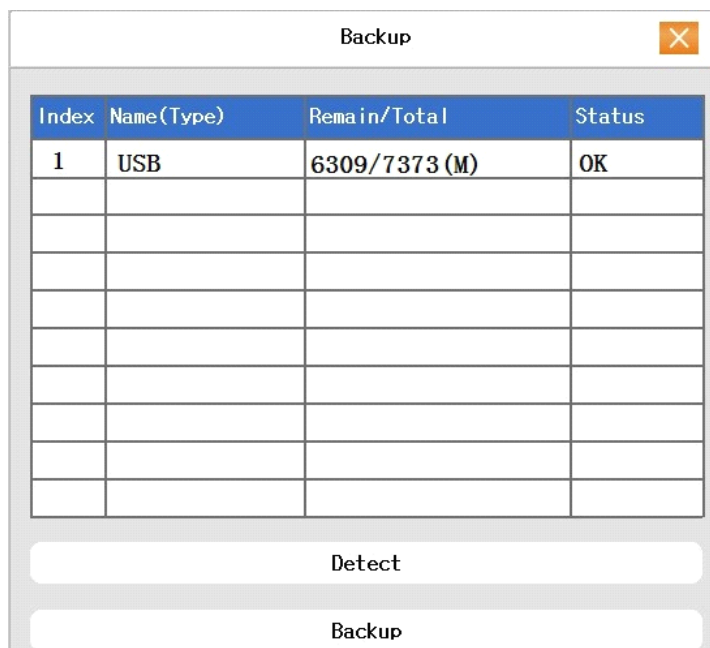 Backup
Index Name(Type) Remain/Total Status
1 USB 6309/7373(M) OK
Detect
Backup